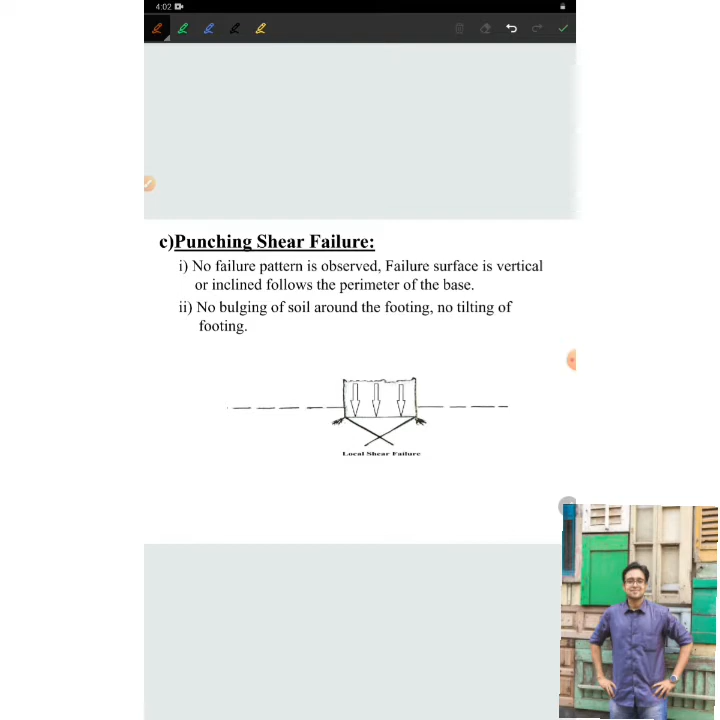 4:02
c)Punching Shear Failure:
i) No failure pattern is observed, Failure surface is vertical
or inclined follows the perimeter of the base.
ii) No bulging of soil around the footing, no tilting of
footing.
Local Shear Failure